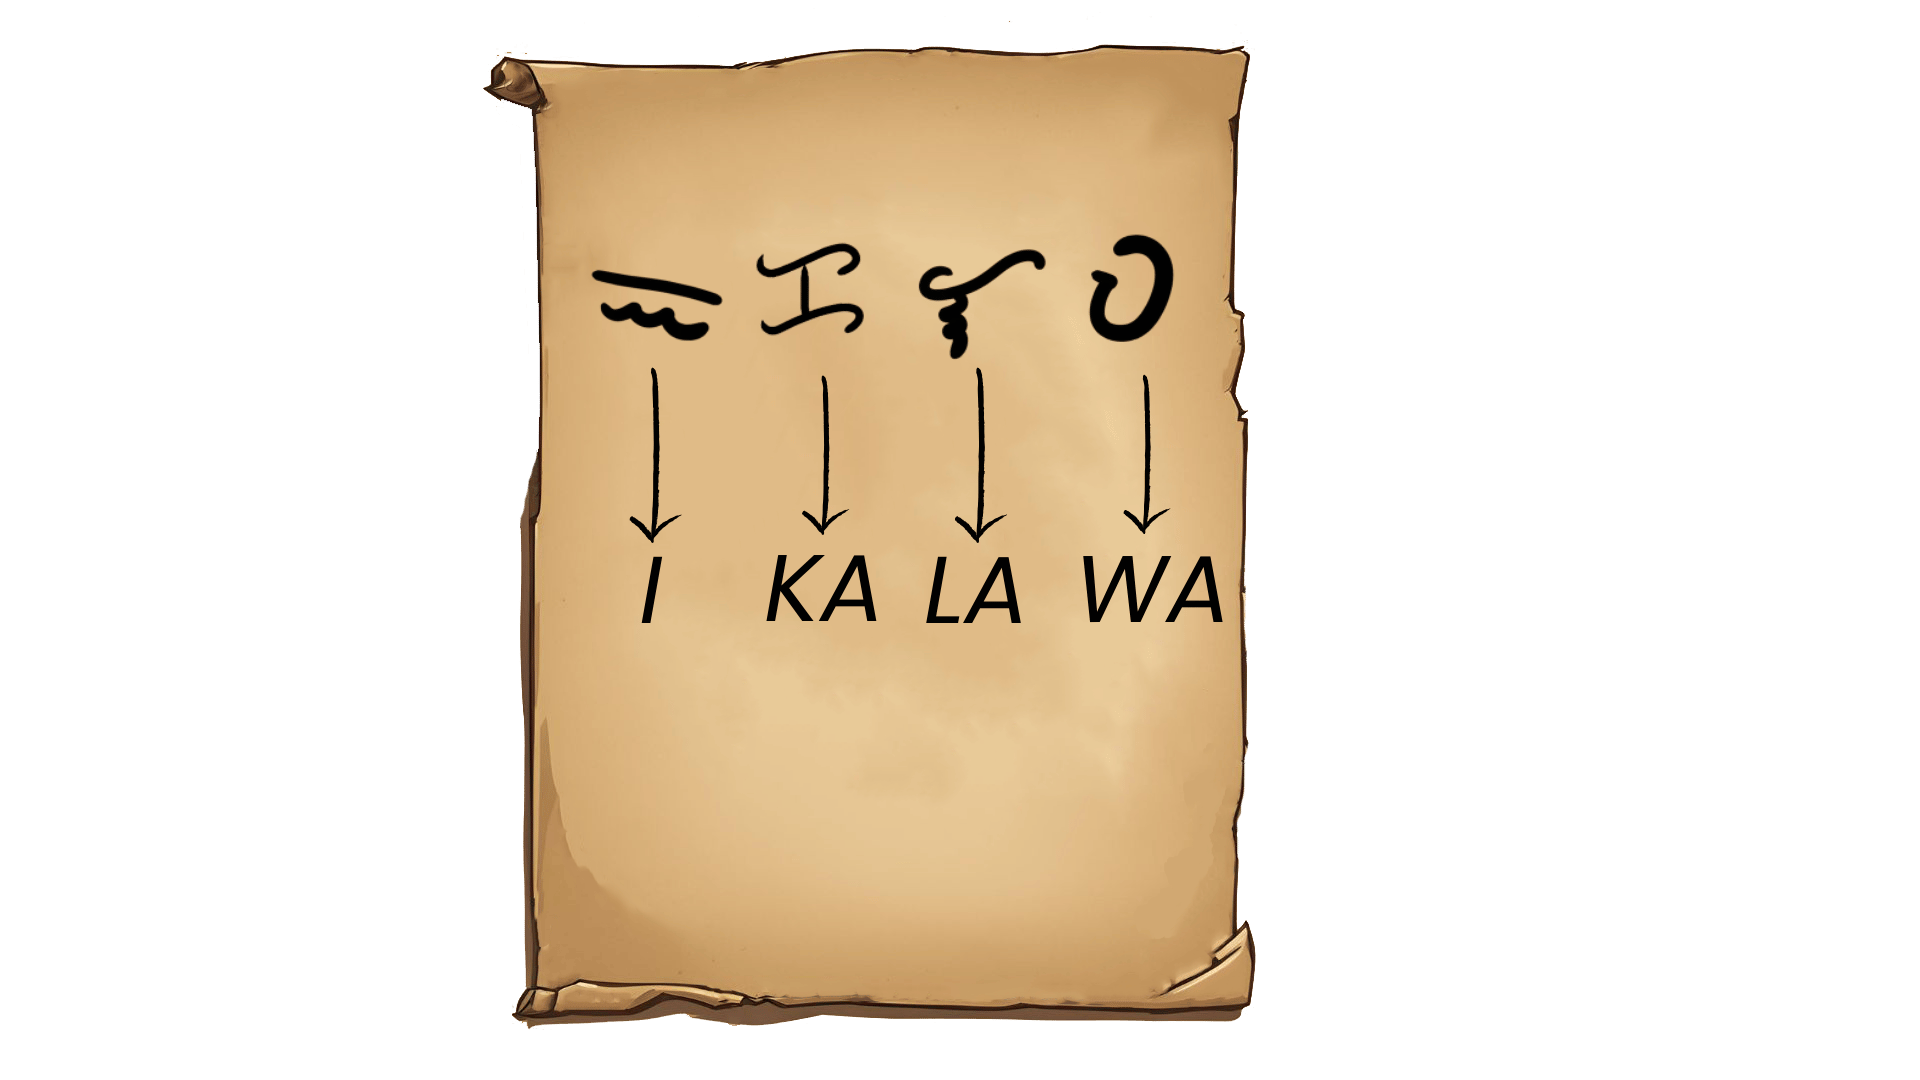 ᜁ ᜃ ᜎ ᜏ
I KA LA WA